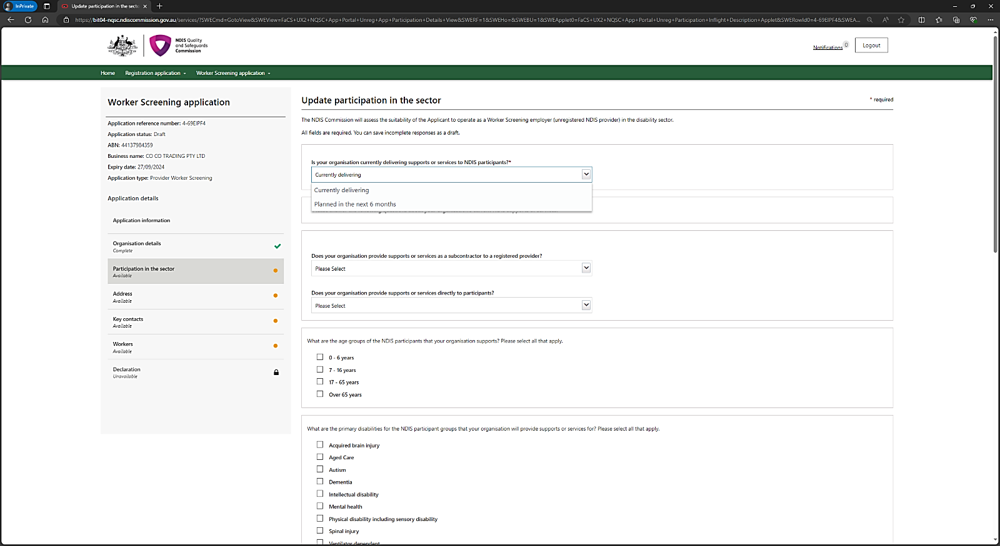 InPrivate
Update participation in the secto
https://bit04-nqsc.ndiscommission.gov.au/services/?SWECmd=GotoView&SWEView=FaCS+UX2+NQSC+App+Portal+Unreg+App+Participation+Details+View&SWERF=1&SWEHo=&SWEBU=1&SWEApplet0=FaCS+UX2+NQSC+App+Portal+Unreg+Participation+Inflight+Description+Applet&SWERowId0=4-69EIPF4&SWEA...
NDIS Quality
and Safeguards
Commission
Notifications 0
Logout
Home
Registration application
Worker Screening application
Worker Screening application
Application reference number: 4-69EIPF4
Application status: Draft
ABN: 44137984359
Business name: CO CO TRADING PTY LTD
Expiry date: 27/09/2024
Application type: Provider Worker Screening
Application details
Application information
Organisation details
Complete
Participation in the sector
Available
Address
Available
Key contacts
Available
Workers
Available
Declaration
Unavailable
Update participation in the sector
* required
The NDIS Commission will assess the suitability of the Applicant to operate as a Worker Screening employer (unregistered NDIS provider) in the disability sector.
All fields are required. You can save incomplete responses as a draft.
Is your organisation currently delivering supports or services to NDIS participants?*
Currently delivering
Currently delivering
Planned in the next 6 months
Does your organisation provide supports or services as a subcontractor to a registered provider?
Please Select
Does your organisation provide supports or services directly to participants?
Please Select
What are the age groups of the NDIS participants that your organisation supports? Please select all that apply.
0 - 6 years
7 - 16 years
17 - 65 years
Over 65 years
What are the primary disabilities for the NDIS participant groups that your organisation will provide supports or services for? Please select all that apply.
Acquired brain injury
Aged Care
Autism
Dementia
Intellectual disability
Mental health
Physical disability including sensory disability
Spinal injury
Ventilator dependent